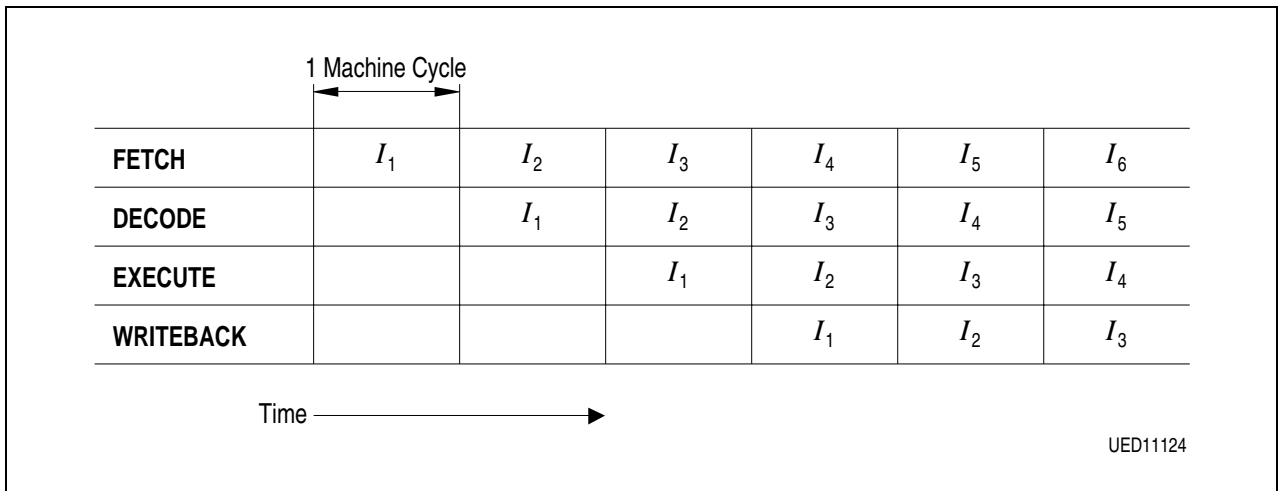 1 Machine Cycle
FETCH I1 I2 I3 I4 I5 I6
DECODE I1 I2 I3 I4 I5
EXECUTE I1 I2 I3 I4
WRITEBACK I1 I2 I3
Time
UED11124